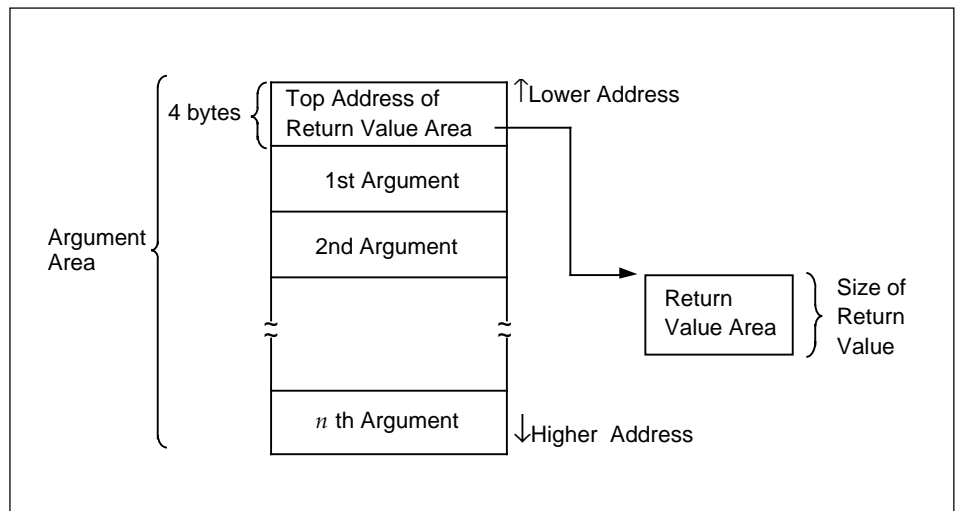 Top Address of
Return Value Area
↑Lower Address
4 bytes
1st Argument
2nd Argument
Argument
Area
Return
Value Area
Size of
Return
Value
n th Argument
↓Higher Address